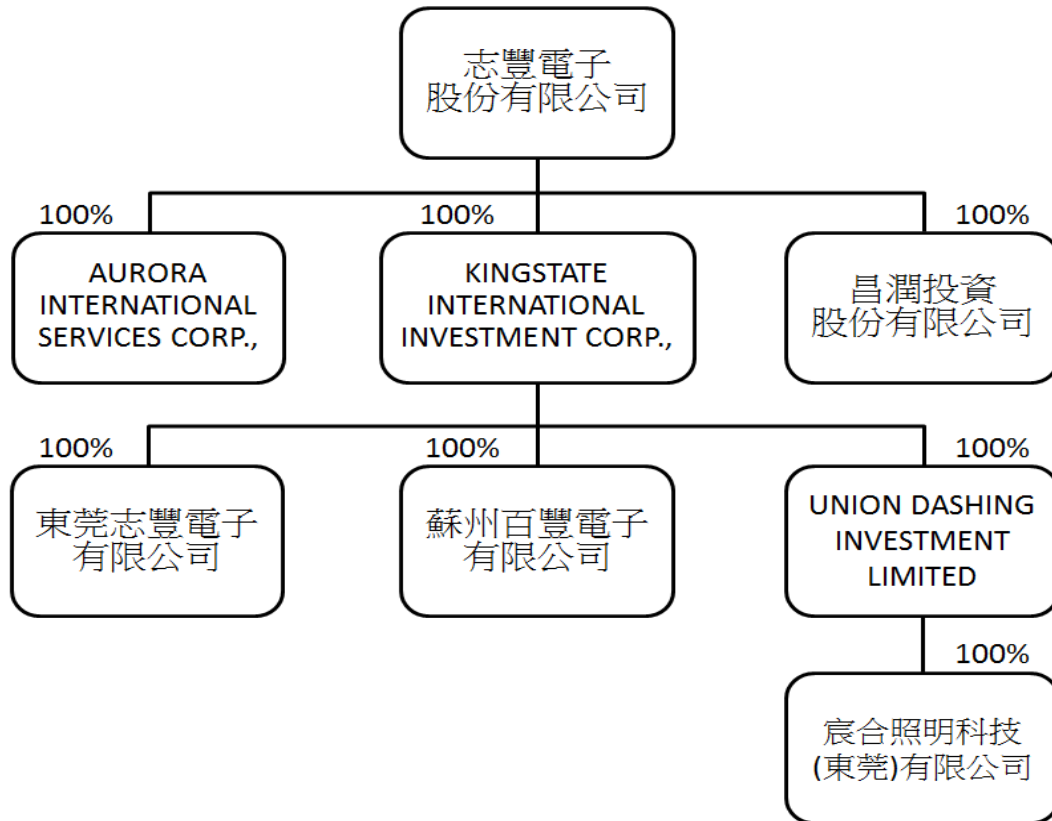 志豐電子
股份有限公司
100%
100%
100%
AURORA
INTERNATIONAL
SERVICES CORP.,
KINGSTATE
INTERNATIONAL
INVESTMENT CORP.,
昌潤投資
股份有限公司
100%
100%
100%
東莞志豐電子
有限公司
蘇州百豐電子
有限公司
UNION DASHING
INVESTMENT
LIMITED
100%
宸合照明科技
(東莞)有限公司